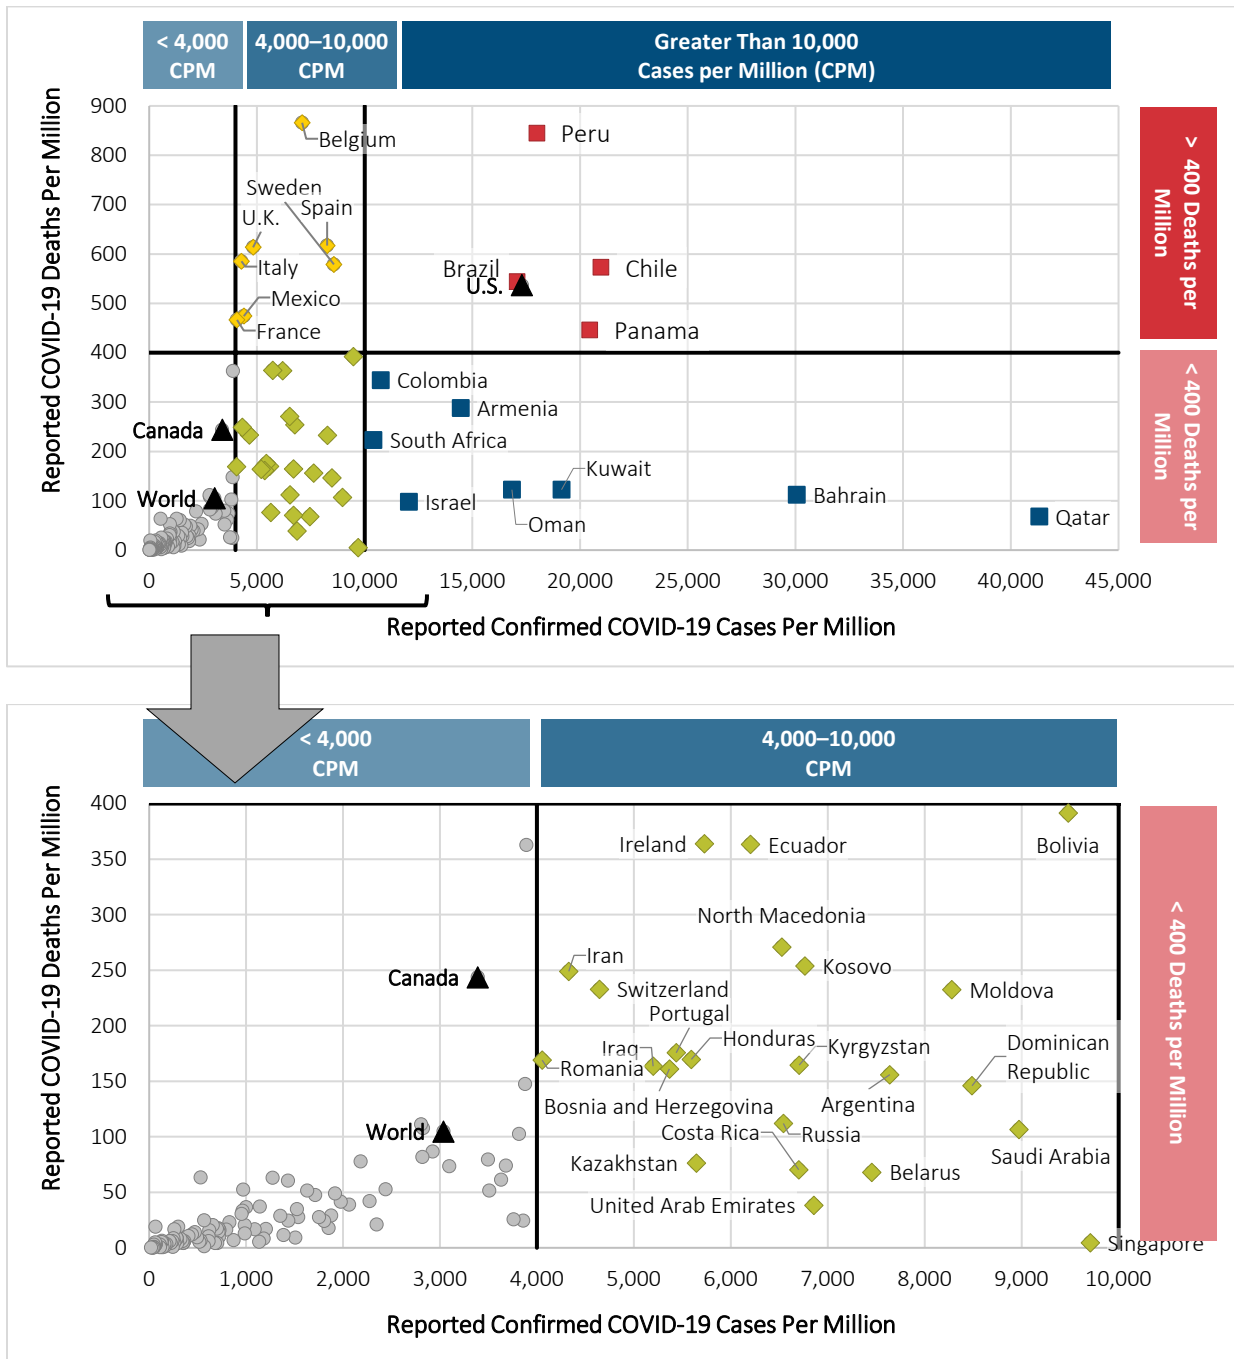 < 4,000
CPM
4,000–10,000
CPM
Greater Than 10,000
Cases per Million (CPM)
Reported COVID-19 Deaths Per Million
900
800
700
600
500
400
300
200
100
0
Belgium
Peru
Sweden
U.K.
Spain
Italy
Brazil
U.S.
Chile
Mexico
France
Panama
Colombia
Armenia
Canada
South Africa
Kuwait
World
Israel
Oman
Bahrain
Qatar
> 400 Deaths per
Million
< 400 Deaths per
Million
0
5,000
10,000
15,000
20,000
25,000
30,000
35,000
40,000
45,000
Reported Confirmed COVID-19 Cases Per Million
< 4,000
CPM
4,000–10,000
CPM
Reported COVID-19 Deaths Per Million
400
350
300
250
200
150
100
50
0
Ireland
Ecuador
Bolivia
North Macedonia
Iran
Kosovo
Canada
Switzerland
Moldova
Portugal
Iraq
Honduras
Kyrgyzstan
Dominican
Republic
Romania
Bosnia and Herzegovina
Argentina
World
Costa Rica
Russia
Saudi Arabia
Kazakhstan
Belarus
United Arab Emirates
Singapore
< 400 Deaths per Million
0
1,000
2,000
3,000
4,000
5,000
6,000
7,000
8,000
9,000
10,000
Reported Confirmed COVID-19 Cases Per Million